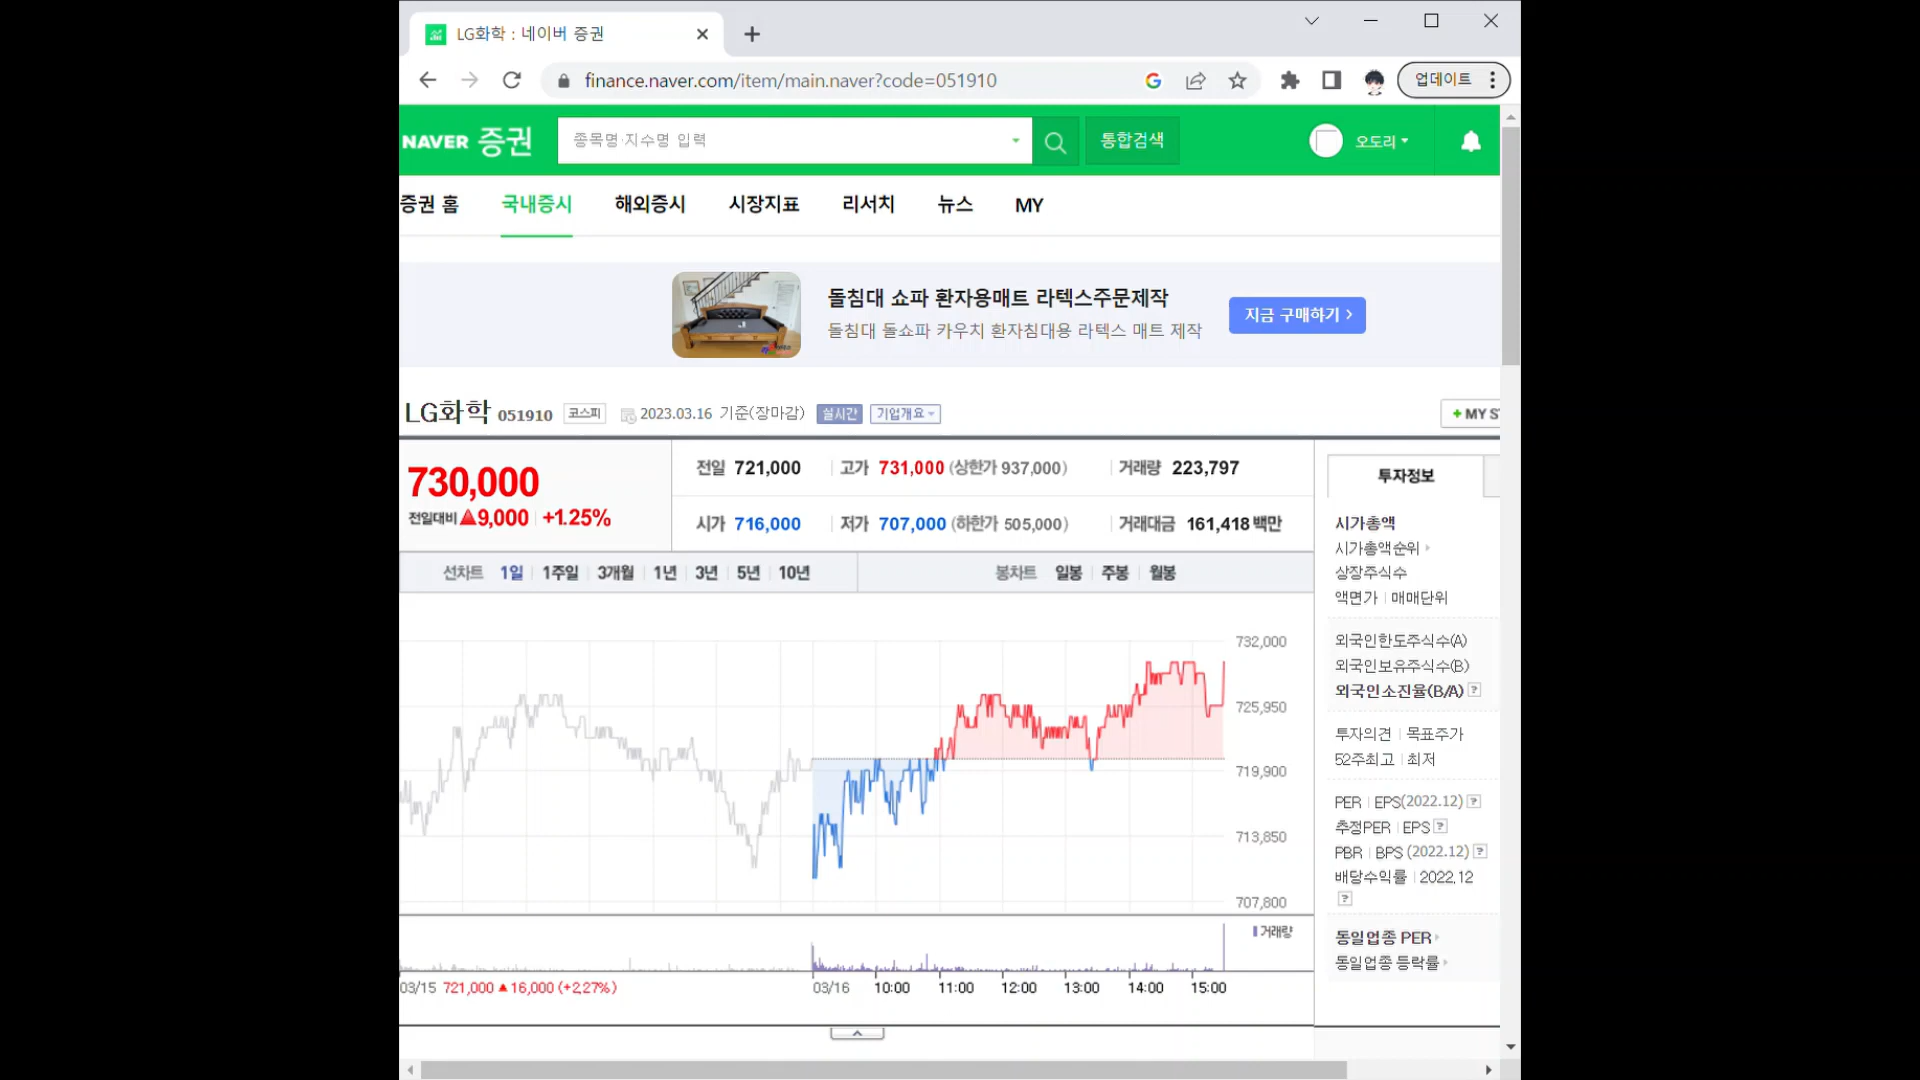 LG화학 : 네이버 증권
finance.naver.com/item/main.naver?code=051910
업데이트
NAVER 증권
종목명·지수명 입력
통합검색
오도리
증권 홈 국내증시 해외증시 시장지표 리서치 뉴스 MY
돌침대 쇼파 환자용매트 라텍스주문제작
돌침대 돌쇼파 카우치 환자침대용 라텍스 매트 제작
지금 구매하기
LG화학 051910 코스피 2023.03.16 기준(장마감) 실시간 기업개요
+ MY S
730,000
전일대비 ▲9,000 +1.25%
전일 721,000 고가 731,000 (상한가 937,000) 거래량 223,797
시가 716,000 저가 707,000 (하한가 505,000) 거래대금 161,418 백만
선차트 1일 1주일 3개월 1년 3년 5년 10년 봉차트 일봉 주봉 월봉
732,000
725,950
719,900
713,850
707,800
거래량
03/15 721,000 ▲16,000 (+2,27%)
03/16 10:00 11:00 12:00 13:00 14:00 15:00
투자정보
시가총액
시가총액순위
상장주식수
액면가 | 매매단위
외국인한도주식수(A)
외국인보유주식수(B)
외국인소진율(B/A) ?
투자의견 | 목표주가
52주최고 | 최저
PER | EPS(2022.12) ?
추정PER | EPS ?
PBR | BPS (2022.12) ?
배당수익률 | 2022.12
?
동일업종 PER
동일업종 등락률